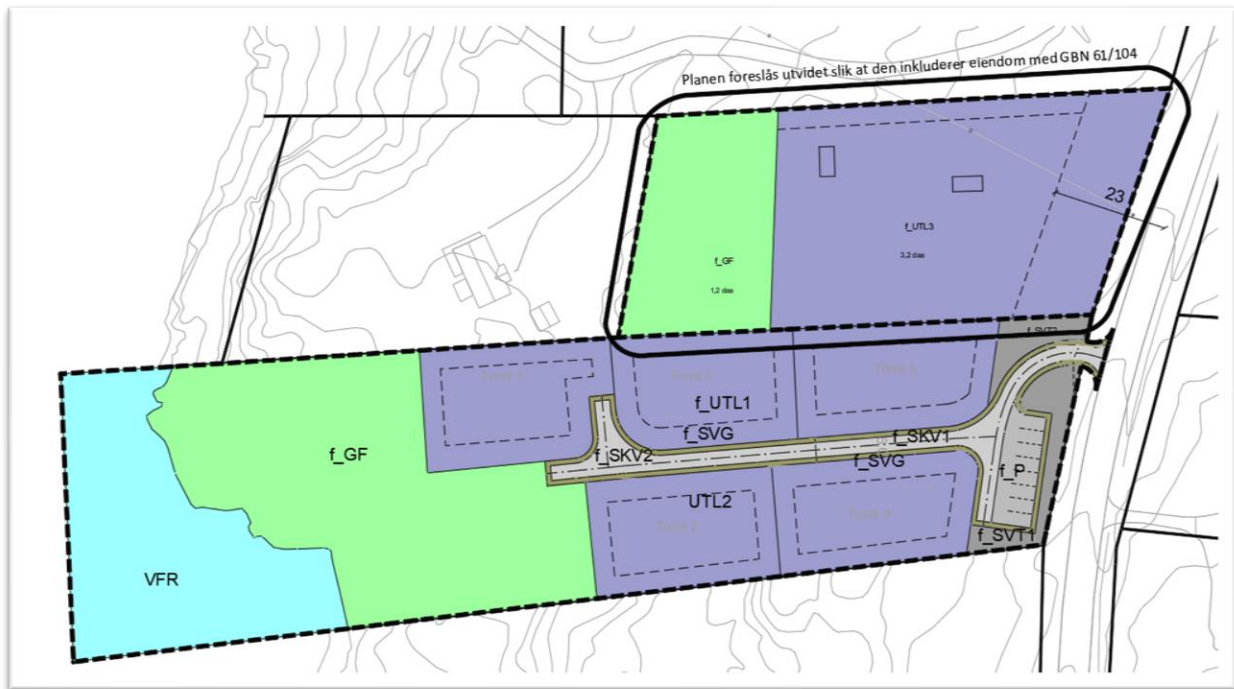 Planen foreslås utvidet slik at den inkluderer eiendom med GBN 61/104
23
f_UTL3
3,2 daa
f_GF
1,2 daa
f_UTL1
f_SVG
f_SKV1
f_GF
f_SKV2
f_SVG
f_P
UTL2
f_SVT1
VFR